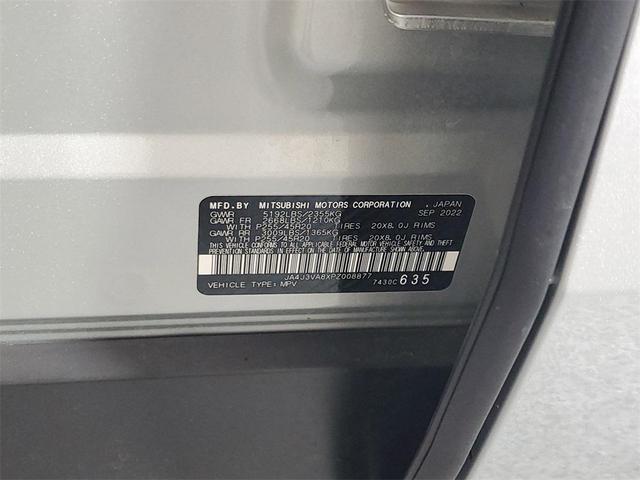 MFD.BY MITSUBISHI MOTORS CORPORATION , JAPAN
GVWR 5192LBS/2355KG SEP 2022
GAWR FR 2668LBS/1210KG
WITH P255/45R20 TIRES 20X8.0J RIMS
GAWR RR 3009LBS/1365KG
WITH P255/45R20 TIRES 20X8.0J RIMS
THIS VEHICLE CONFORMS TO ALL APPLICABLE FEDERAL
MOTOR VEHICLE SAFETY AND THEFT PREVENTION STANDARDS
IN EFFECT ON THE DATE OF MANUFACTURE SHOWN ABOVE.
JA4J3VA8XPZ008877
VEHICLE TYPE: MPV 7430C 635